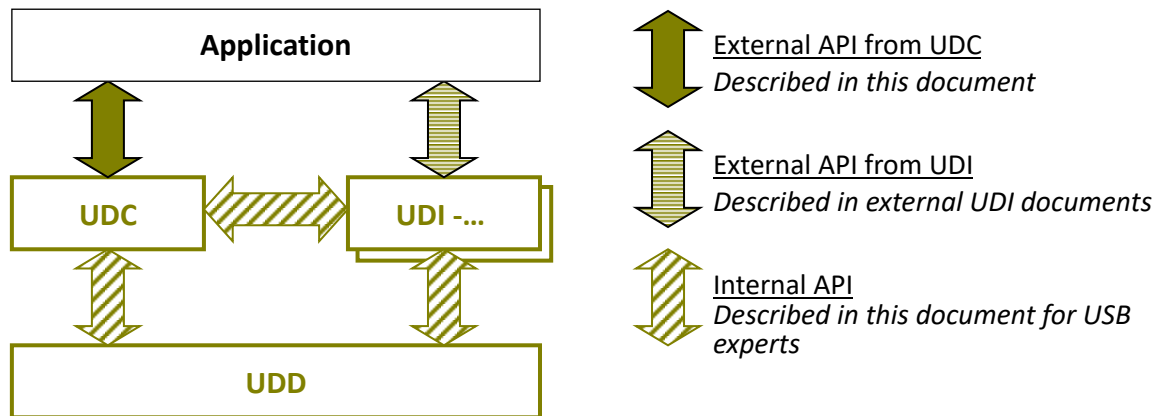 Application
UDC
UDI -...
UDD
External API from UDC
Described in this document
External API from UDI
Described in external UDI documents
Internal API
Described in this document for USB
experts